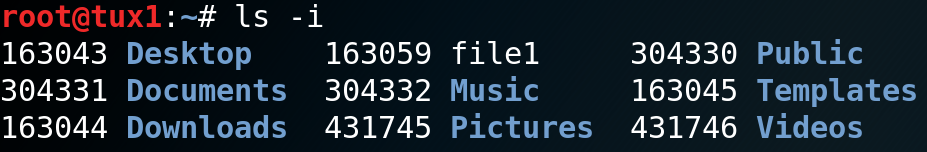 root@tux1:~# ls -i
163043 Desktop 163059 file1 304330 Public
304331 Documents 304332 Music 163045 Templates
163044 Downloads 431745 Pictures 431746 Videos